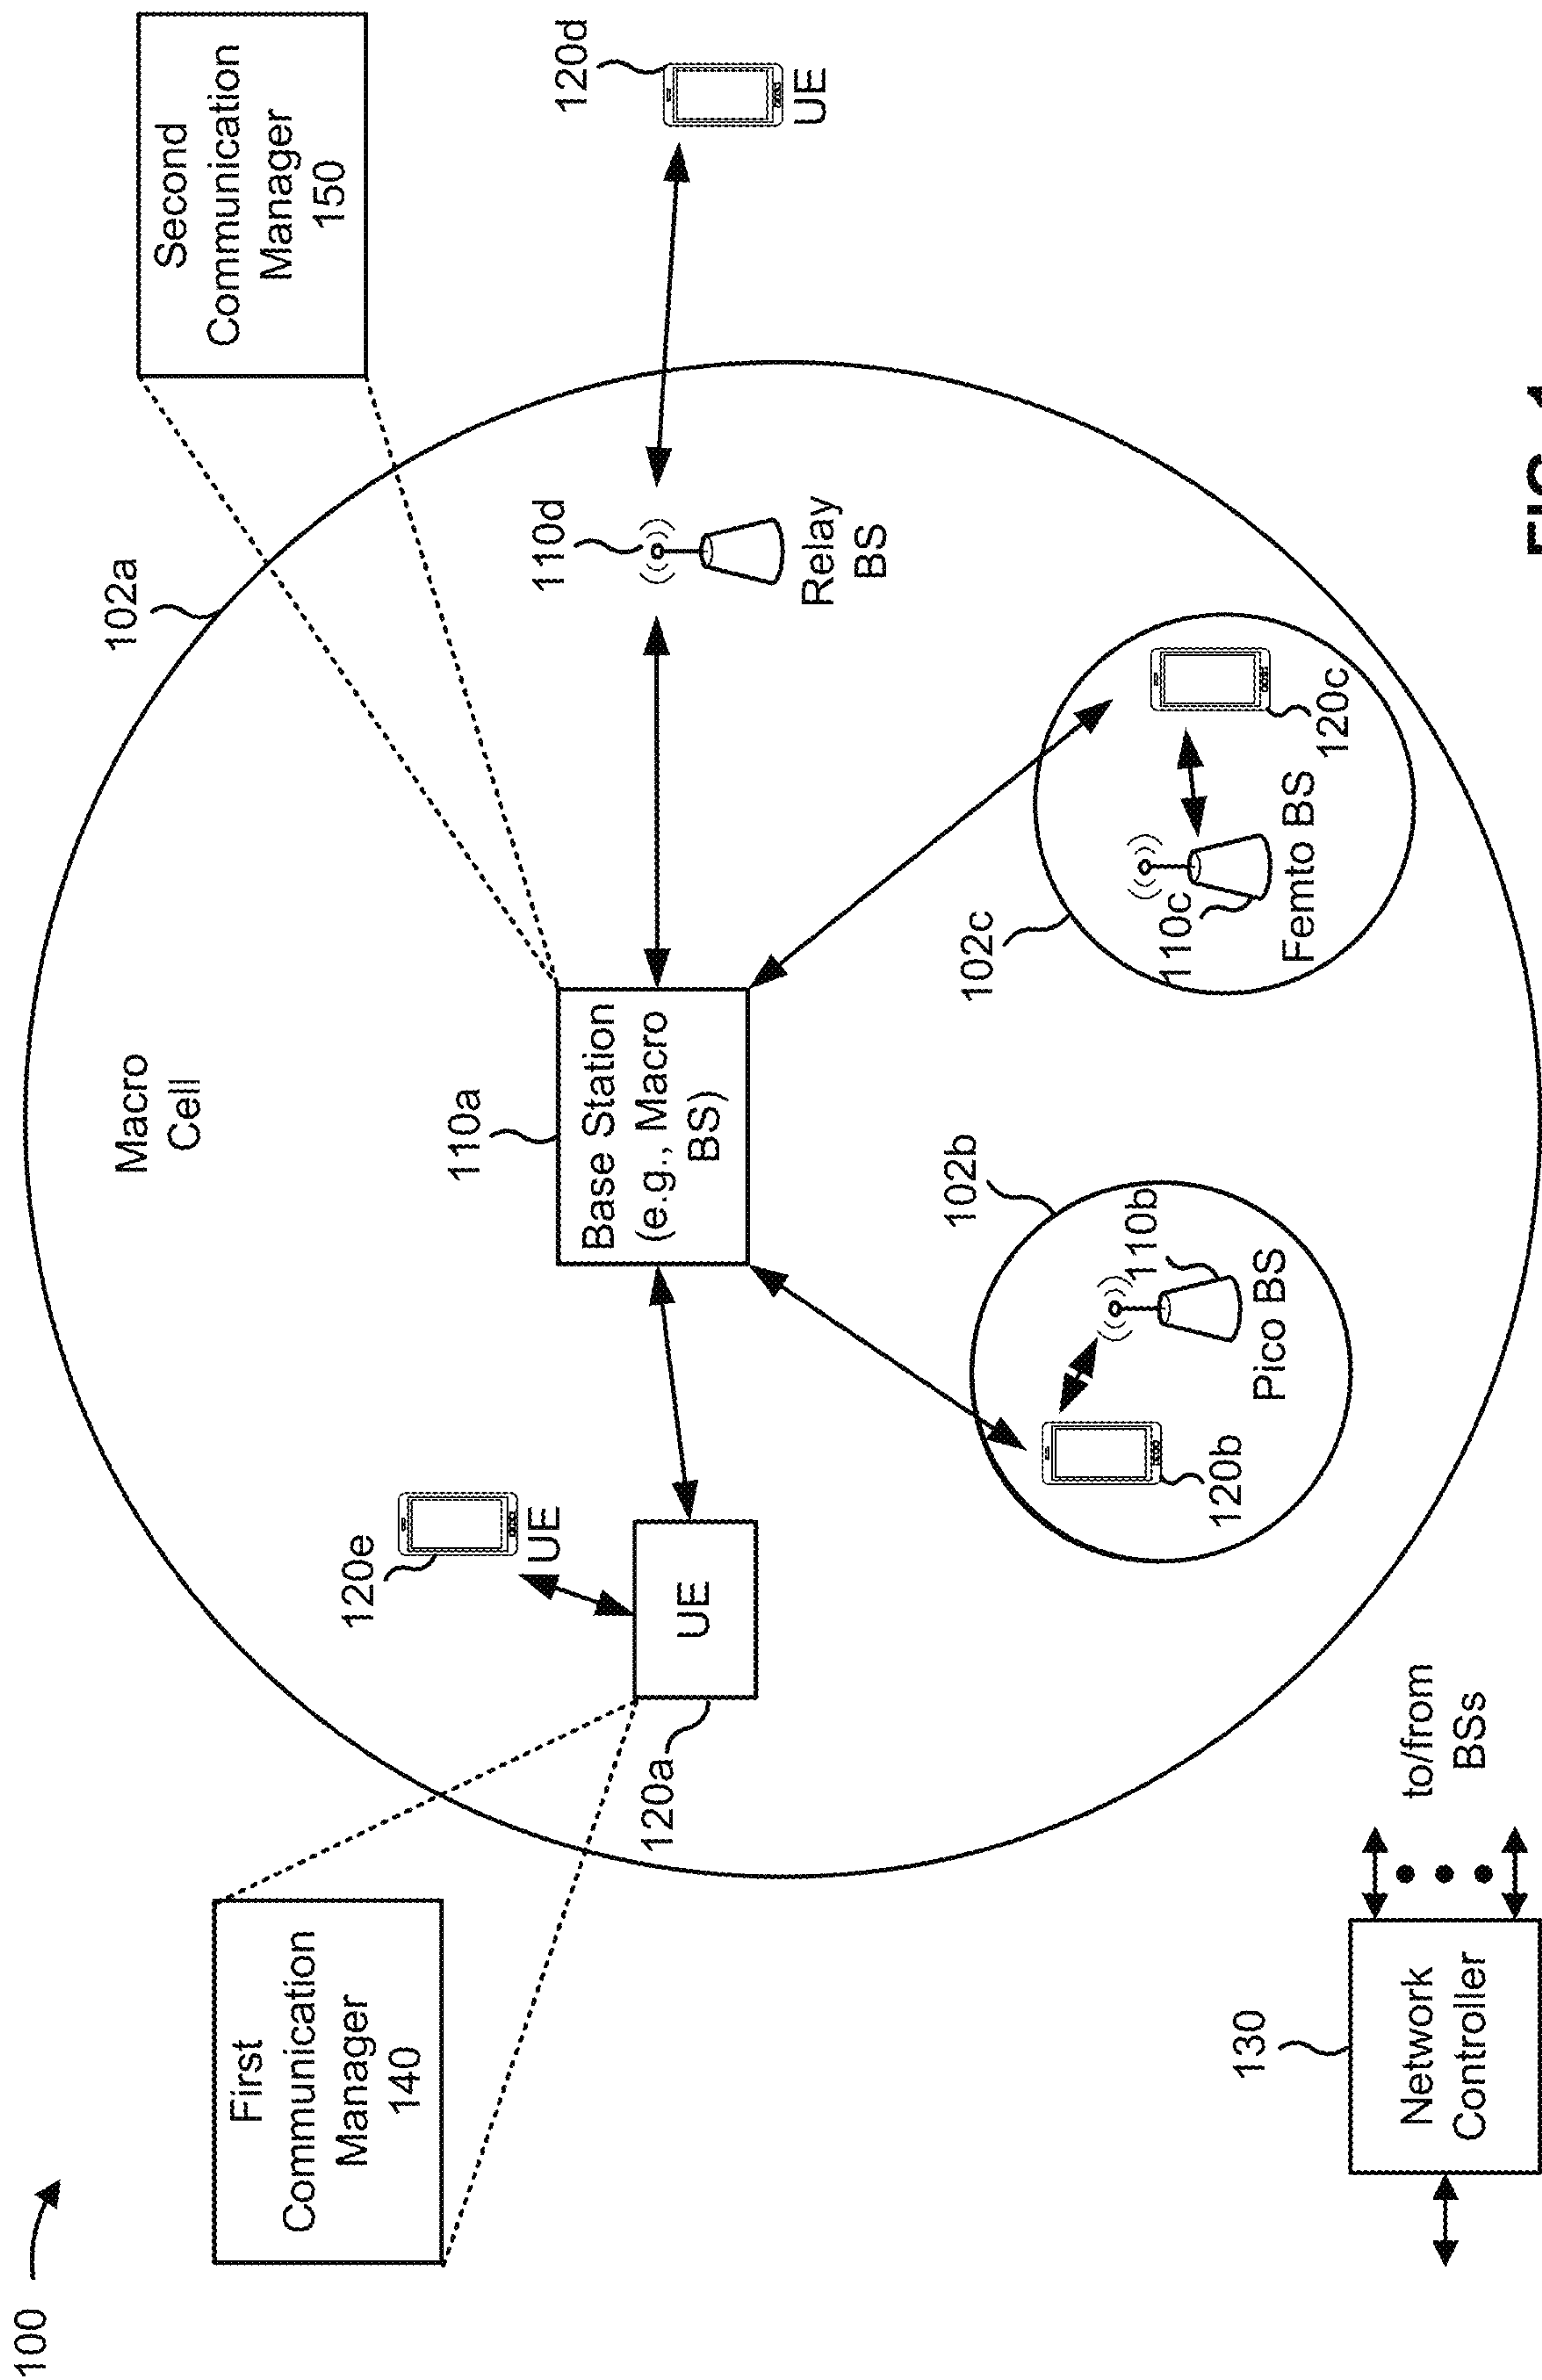 100
First
Communication
Manager
140
102a
Second
Communication
Manager
150
Macro
Cell
120e
UE
110a
Base Station
(e.g., Macro
BS)
110d
Relay
BS
120d
UE
UE
120a
102b
110b
Pico BS
120b
102c
110c
Femto BS
120c
130
Network
Controller
to/from
BSs